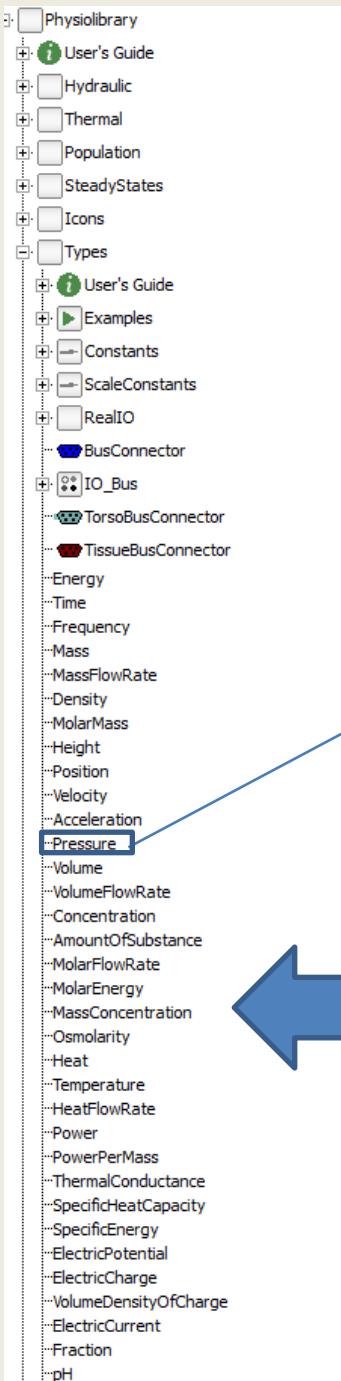 Physiolibrary
User's Guide
Hydraulic
Thermal
Population
SteadyStates
Icons
Types
User's Guide
Examples
Constants
ScaleConstants
RealIO
BusConnector
IO_Bus
TorsoBusConnector
TissueBusConnector
Energy
Time
Frequency
Mass
MassFlowRate
Density
MolarMass
Height
Position
Velocity
Acceleration
Pressure
Volume
VolumeFlowRate
Concentration
AmountOfSubstance
MolarFlowRate
MolarEnergy
MassConcentration
Osmolarity
Heat
Temperature
HeatFlowRate
Power
PowerPerMass
ThermalConductance
SpecificHeatCapacity
SpecificEnergy
ElectricPotential
ElectricCharge
VolumeDensityOfCharge
ElectricCurrent
Fraction
pH